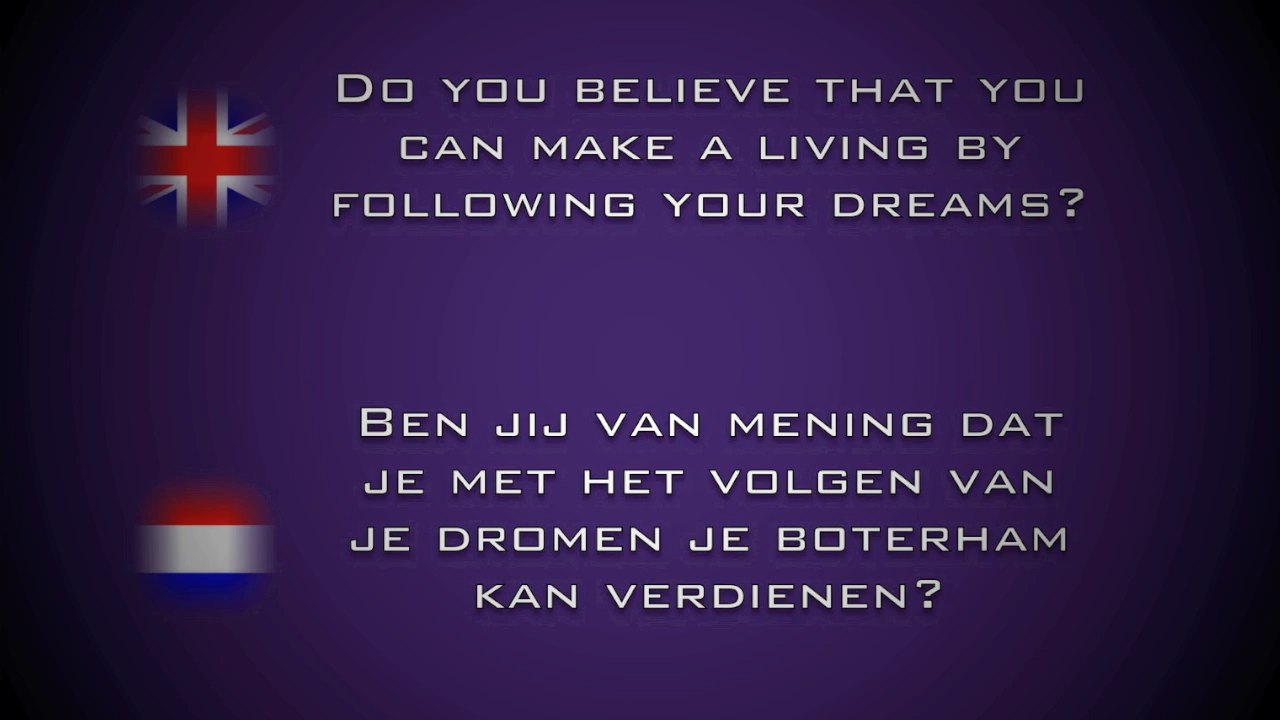 Do you believe that you
can make a living by
following your dreams?
Ben jij van mening dat
je met het volgen van
je dromen je boterham
kan verdienen?